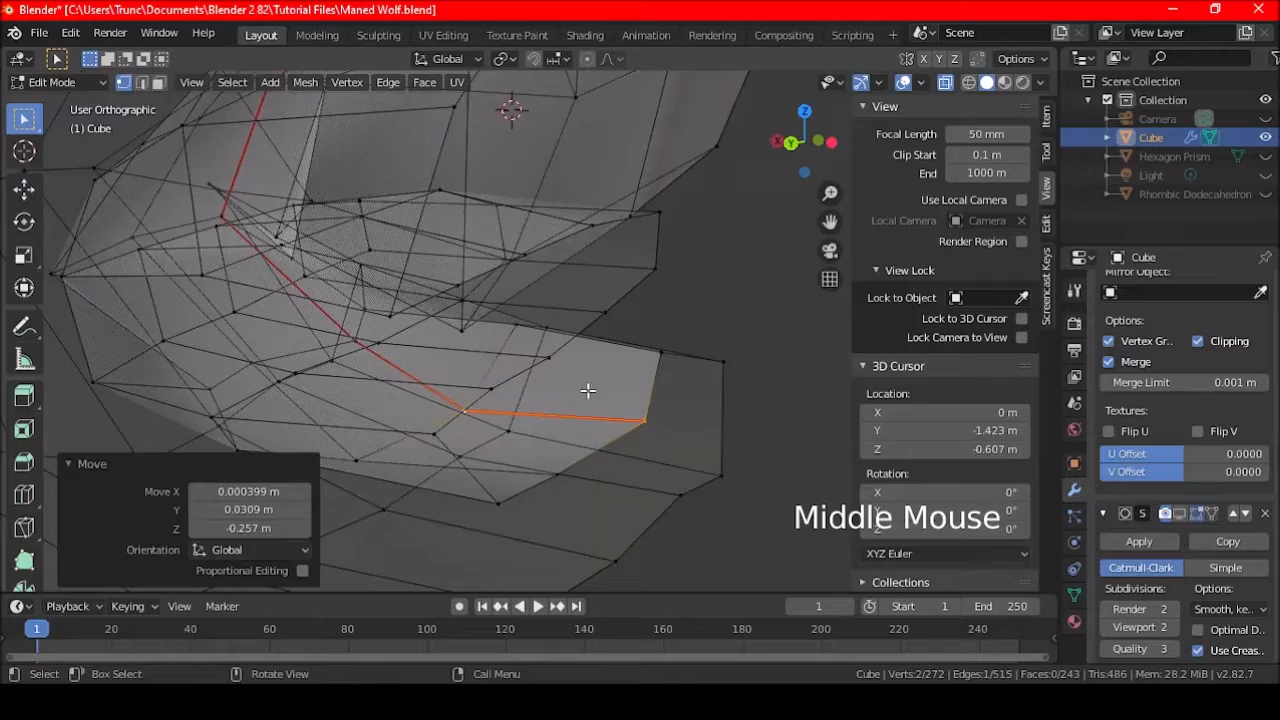 Blender* [C:\Users\Trunc\Documents\Blender 2 82\Tutorial Files\Maned Wolf.blend]
File Edit Render Window Help Layout Modeling Sculpting UV Editing Texture Paint Shading Animation Rendering Compositing Scripting + Scene View Layer
Global X Y Z Options
Edit Mode View Select Add Mesh Vertex Edge Face UV
User Orthographic
(1) Cube
Z
X Y
View
Focal Length 50 mm
Clip Start 0.1 m
End 1000 m
Use Local Camera
Local Camera Camera
Render Region
View Lock
Lock to Object
Lock to 3D Cursor
Lock Camera to View
3D Cursor
Location:
X 0 m
Y -1.423 m
Z -0.607 m
Rotation:
X 0°
Y 0°
Z 0°
XYZ Euler
Collections
Item
Tool
View
Edit
Screencast Keys
Scene Collection
Collection
Camera
Cube
Hexagon Prism
Light
Rhombic Dodecahedron
Cube
Mirror Object:
Options:
Vertex Gr... Clipping
Merge
Merge Limit 0.001 m
Textures:
Flip U Flip V
U Offset 0.0000
V Offset 0.0000
S
Apply Copy
Catmull-Clark Simple
Subdivisions: Options:
Render 2 Smooth, ke...
Viewport 2 Optimal D..
Quality 3 Use Creas..
Move
Move X 0.000399 m
Y 0.0309 m
Z -0.257 m
Orientation Global
Proportional Editing
Middle Mouse
Playback Keying View Marker 1 Start 1 End 250
1 20 40 60 80 100 120 140 160 180 200 220 240
Select Box Select Rotate View Call Menu Cube | Verts:2/272 | Edges:1/515 | Faces:0/243 | Tris:486 | Mem: 28.2 MiB | v2.82.7